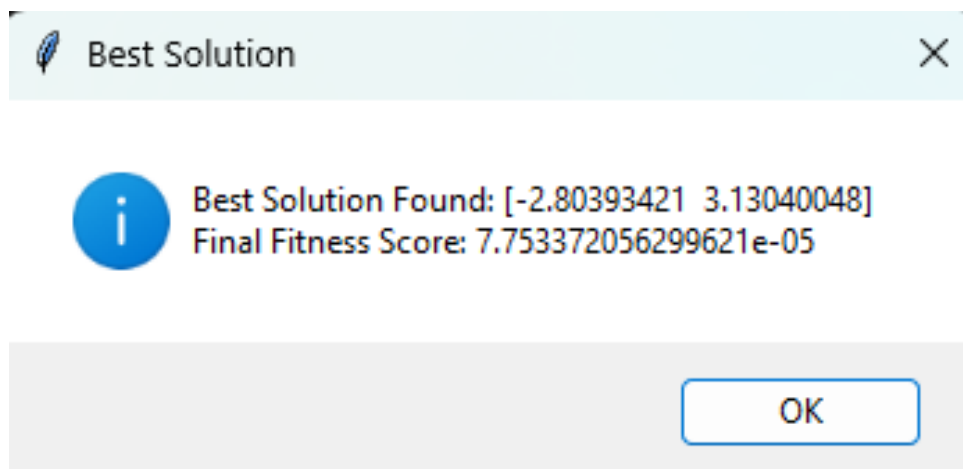 Best Solution
Best Solution Found: [-2.80393421  3.13040048]
Final Fitness Score: 7.753372056299621e-05
OK